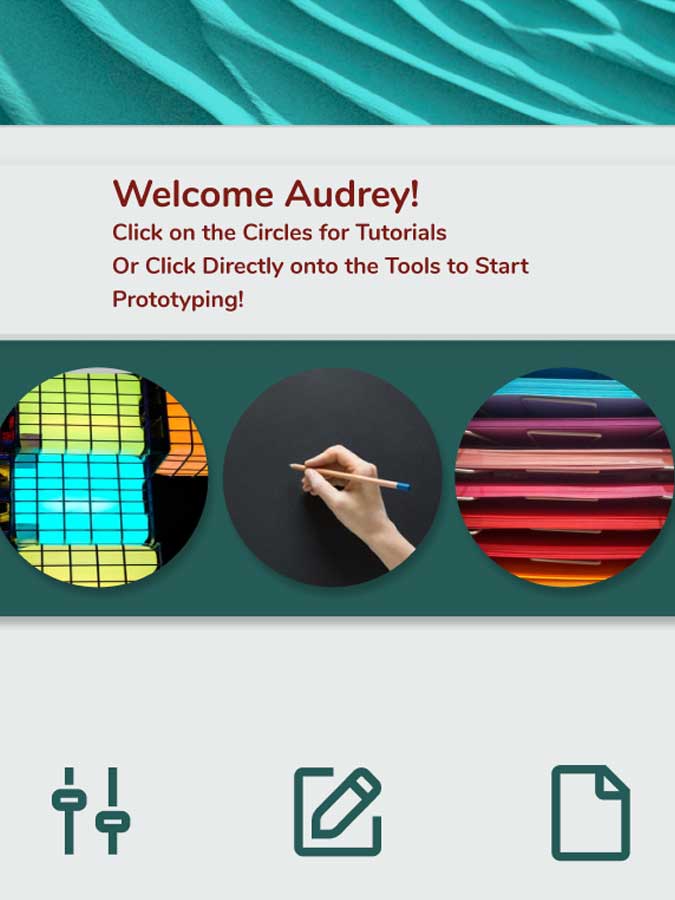 Welcome Audrey!
Click on the Circles for Tutorials
Or Click Directly onto the Tools to Start
Prototyping!